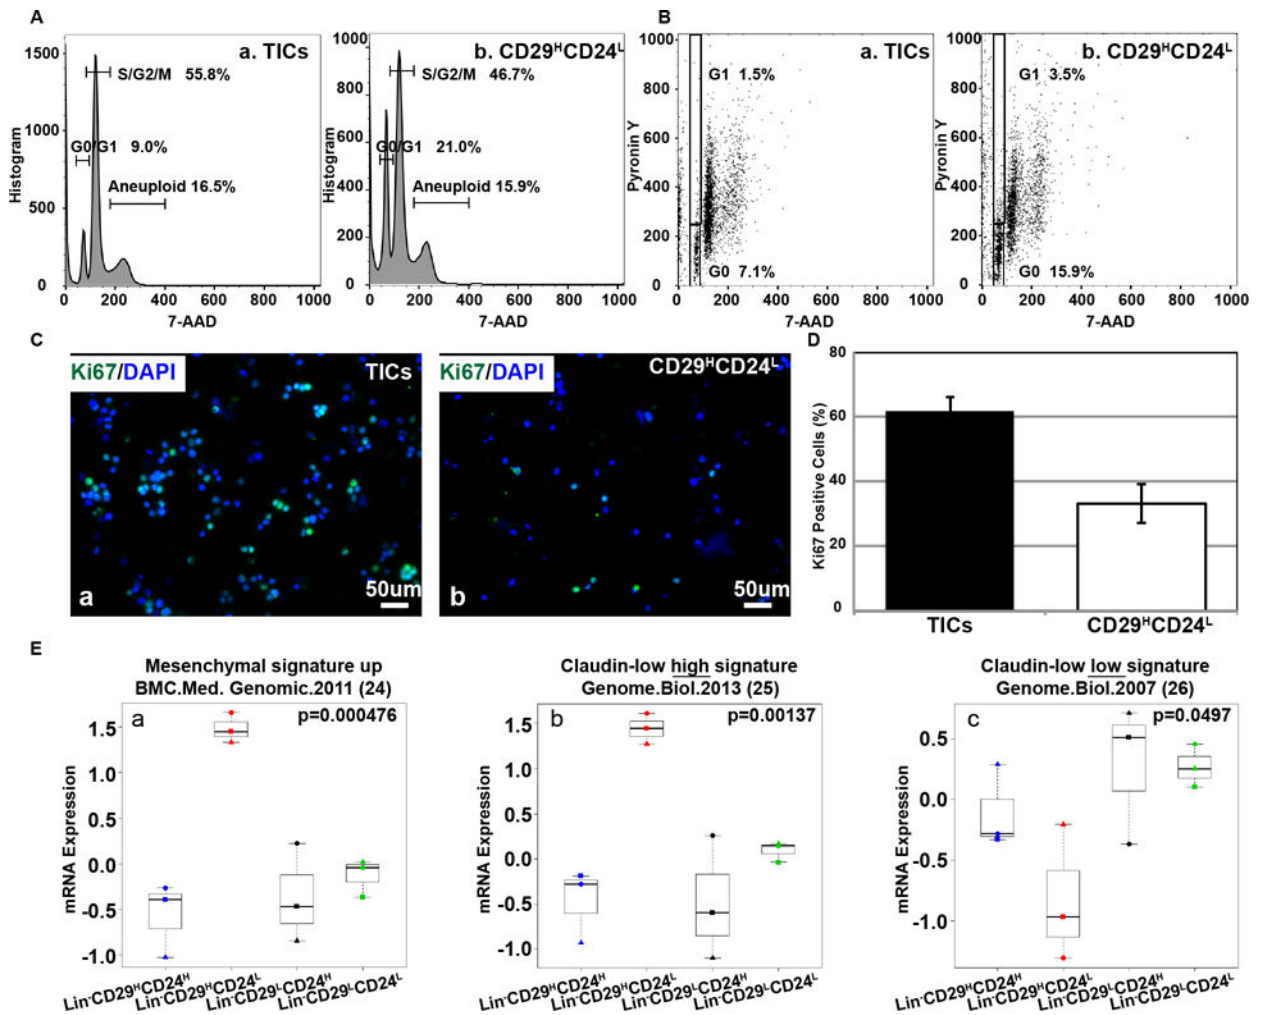 A
a. TICs
1500
1000
500
0
Histogram
S/G2/M 55.8%
G0/G1 9.0%
Aneuploid 16.5%
0 200 400 600 800 1000
7-AAD
b. CD29ᴴCD24ᴸ
1000
800
600
400
200
0
Histogram
S/G2/M 46.7%
G0/G1 21.0%
Aneuploid 15.9%
0 200 400 600 800 1000
7-AAD
B
a. TICs
1000
800
600
400
200
0
Pyronin Y
G1 1.5%
G0 7.1%
0 200 400 600 800 1000
7-AAD
b. CD29ᴴCD24ᴸ
1000
800
600
400
200
0
Pyronin Y
G1 3.5%
G0 15.9%
0 200 400 600 800 1000
7-AAD
C
Ki67/DAPI
TICs
a
50um
Ki67/DAPI
CD29ᴴCD24ᴸ
b
50um
D
80
60
40
20
0
Ki67 Positive Cells (%)
TICs
CD29ᴴCD24ᴸ
E
Mesenchymal signature up
BMC.Med. Genomic.2011 (24)
a
p=0.000476
1.5
1.0
0.5
0.0
-0.5
-1.0
mRNA Expression
Lin⁻CD29ᴴCD24ᴴ
Lin⁻CD29ᴴCD24ᴸ
Lin⁻CD29ᴸCD24ᴴ
Lin⁻CD29ᴸCD24ᴸ
Claudin-low high signature
Genome.Biol.2013 (25)
b
p=0.00137
1.5
1.0
0.5
0.0
-0.5
-1.0
mRNA Expression
Lin⁻CD29ᴴCD24ᴴ
Lin⁻CD29ᴴCD24ᴸ
Lin⁻CD29ᴸCD24ᴴ
Lin⁻CD29ᴸCD24ᴸ
Claudin-low low signature
Genome.Biol.2007 (26)
c
p=0.0497
0.5
0.0
-0.5
-1.0
mRNA Expression
Lin⁻CD29ᴴCD24ᴴ
Lin⁻CD29ᴴCD24ᴸ
Lin⁻CD29ᴸCD24ᴴ
Lin⁻CD29ᴸCD24ᴸ